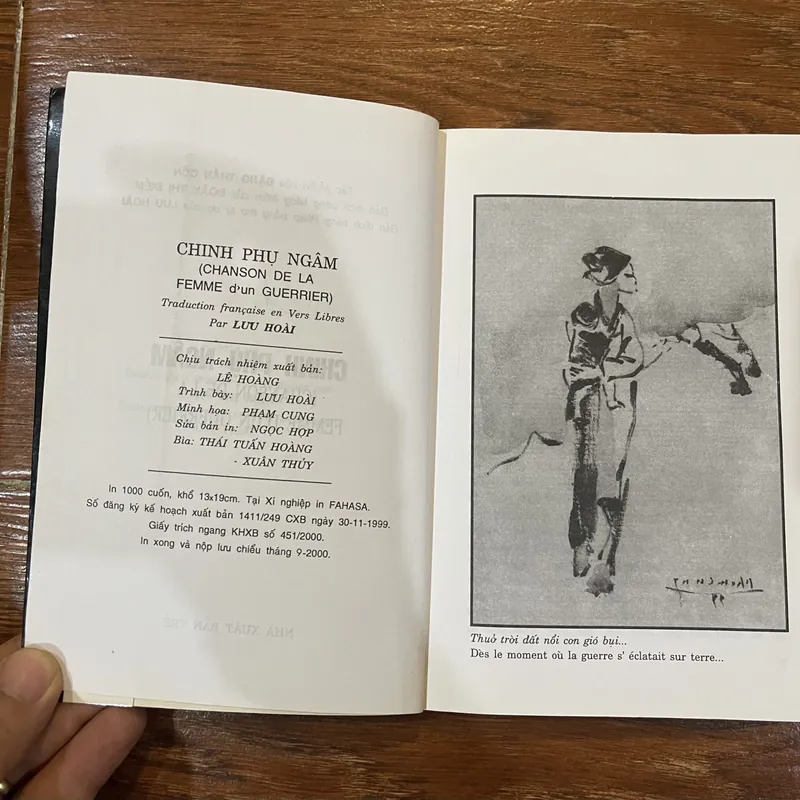 CHINH PHỤ NGÂM
(CHANSON DE LA
FEMME d'un GUERRIER)
Traduction française en Vers Libres
Par LƯU HOÀI
Chịu trách nhiệm xuất bản:
LÊ HOÀNG
Trình bày: LƯU HOÀI
Minh họa: PHẠM CUNG
Sửa bản in: NGỌC HỢP
Bìa: THÁI TUẤN HOÀNG
- XUÂN THỦY
In 1000 cuốn, khổ 13x19cm. Tại Xí nghiệp in FAHASA.
Số đăng ký kế hoạch xuất bản 1411/249 CXB ngày 30-11-1999.
Giấy trích ngang KHXB số 451/2000.
In xong và nộp lưu chiểu tháng 9-2000.
phamcung
99
Thuở trời đất nổi cơn gió bụi...
Dès le moment où la guerre s' éclatait sur terre...